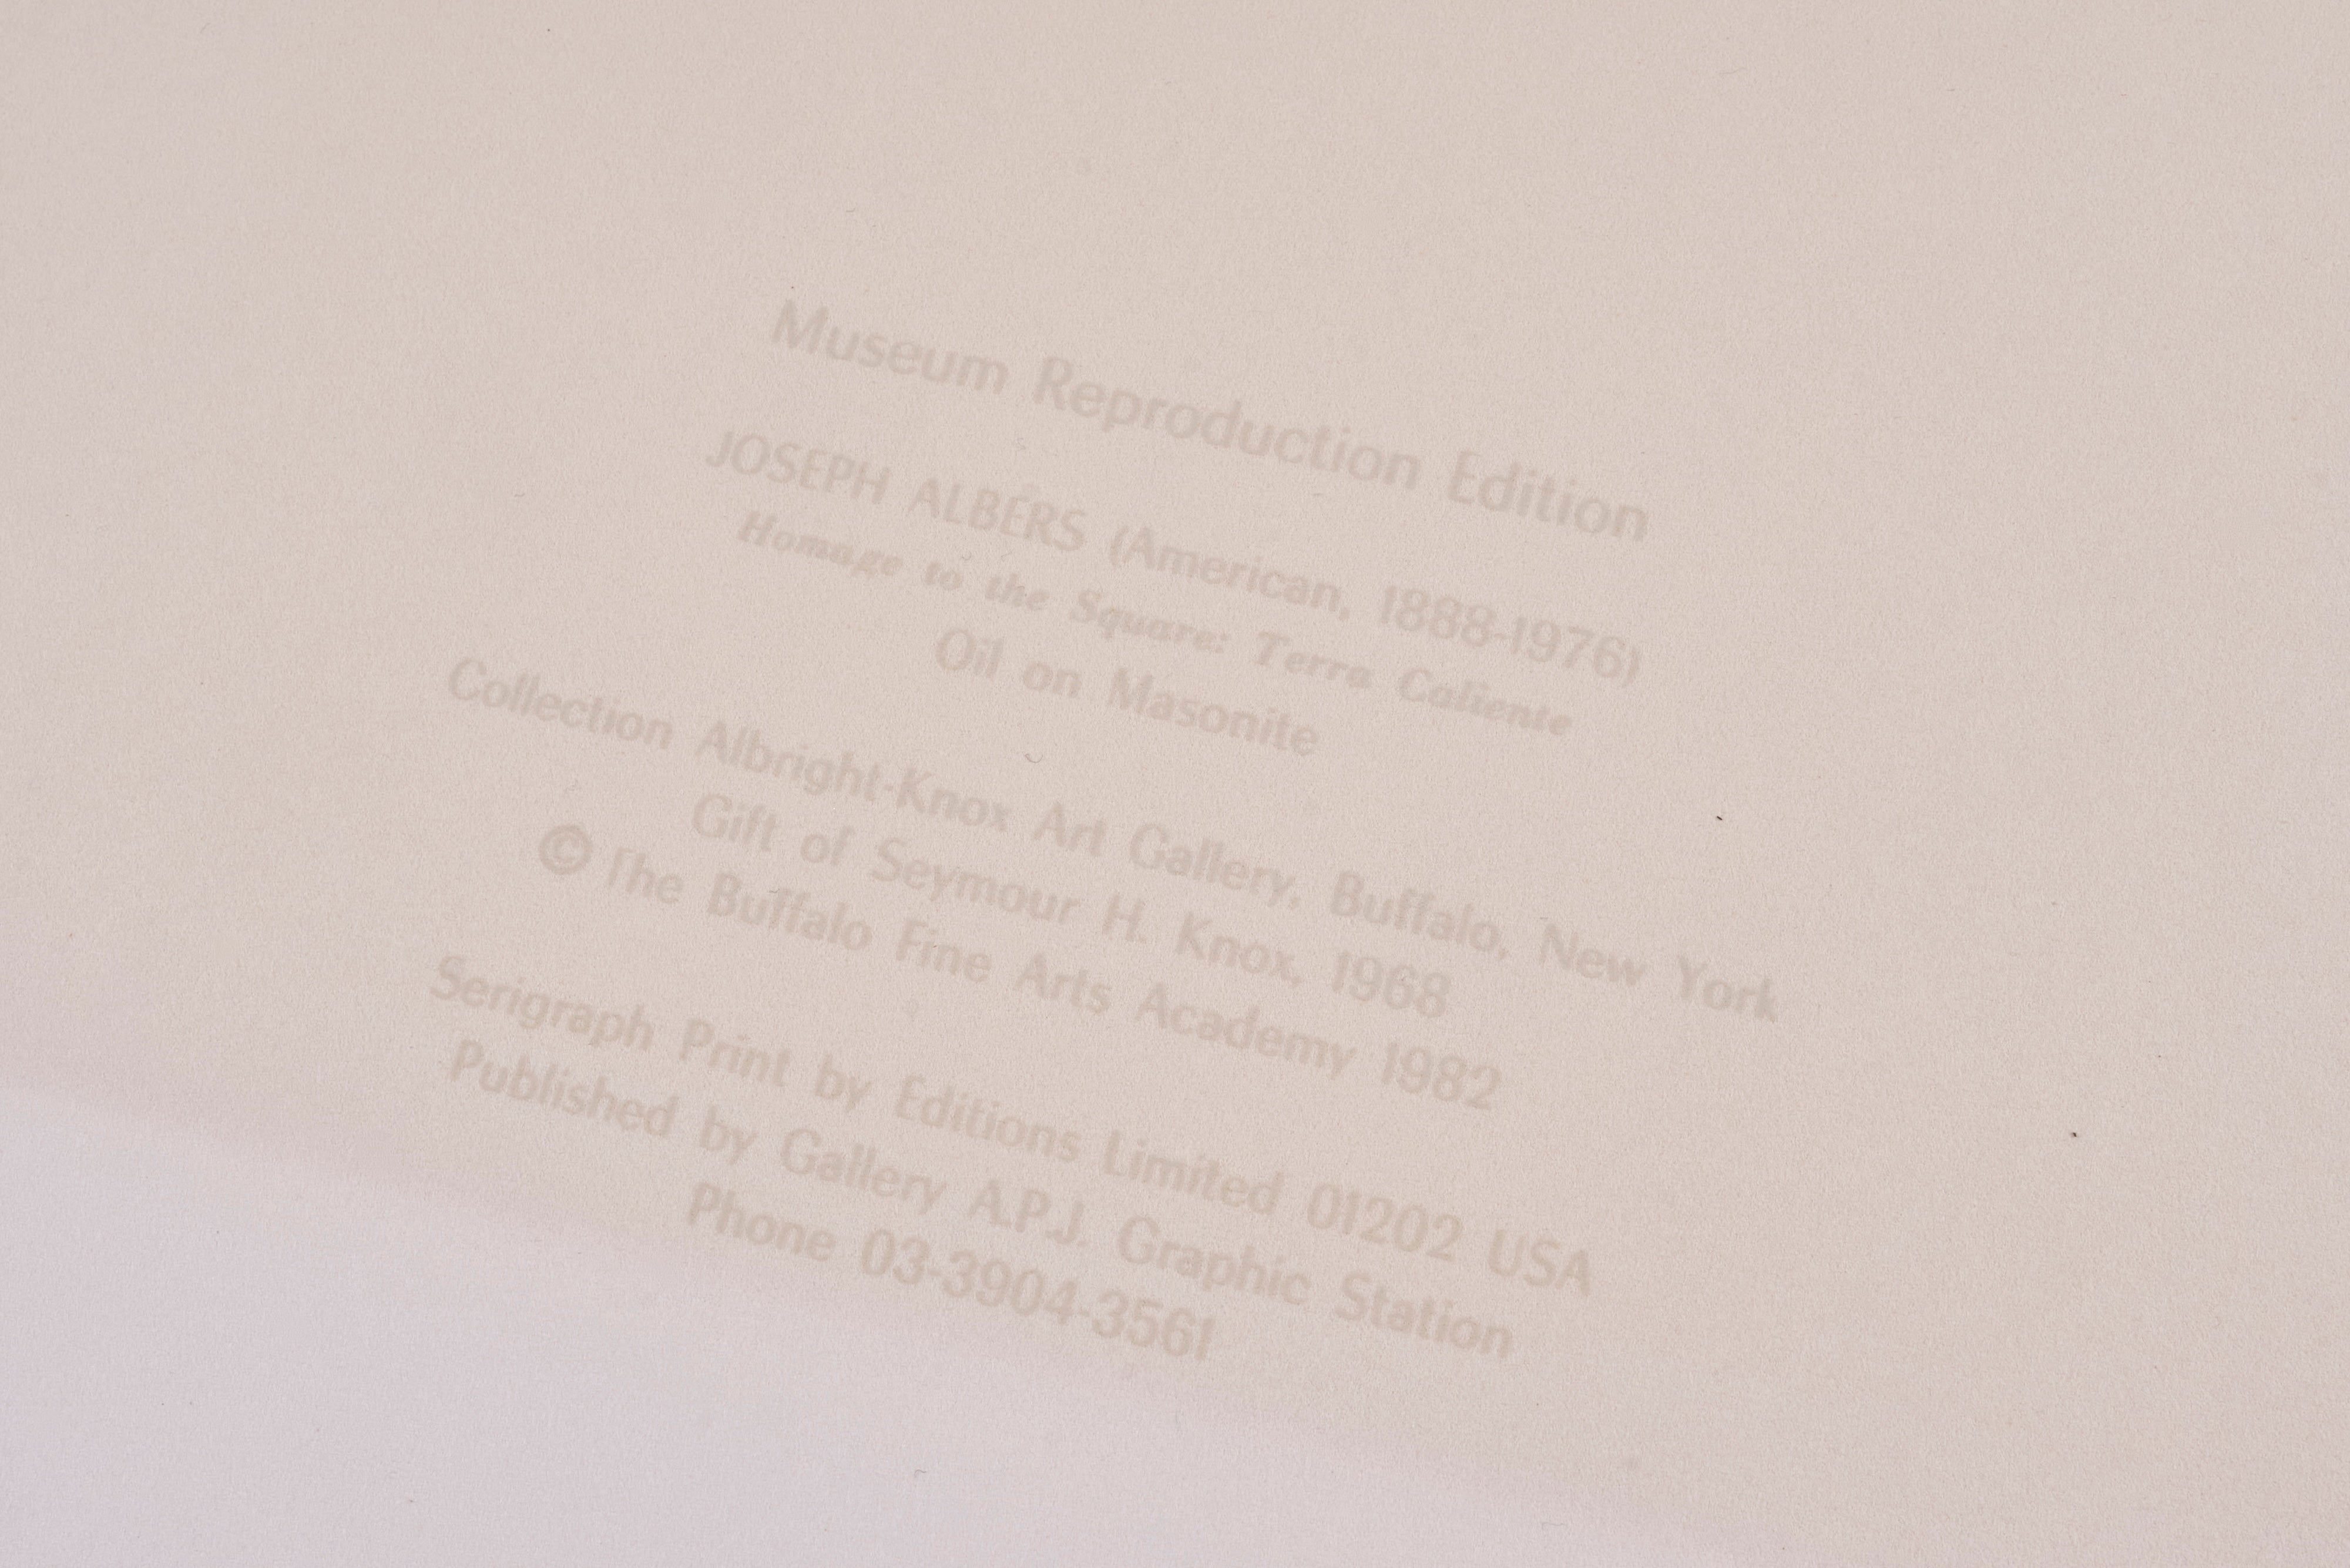 Museum Reproduction Edition
JOSEPH ALBÉRS (American, 1888-1976)
Homage to the Square: Terra Caliente
Oil on Masonite
Collection Albright-Knox Art Gallery, Buffalo, New York
Gift of Seymour H. Knox, 1968
© The Buffalo Fine Arts Academy 1982
Serigraph Print by Editions Limited 01202 USA
Published by Gallery A.P.J. Graphic Station
Phone 03-3904-3561